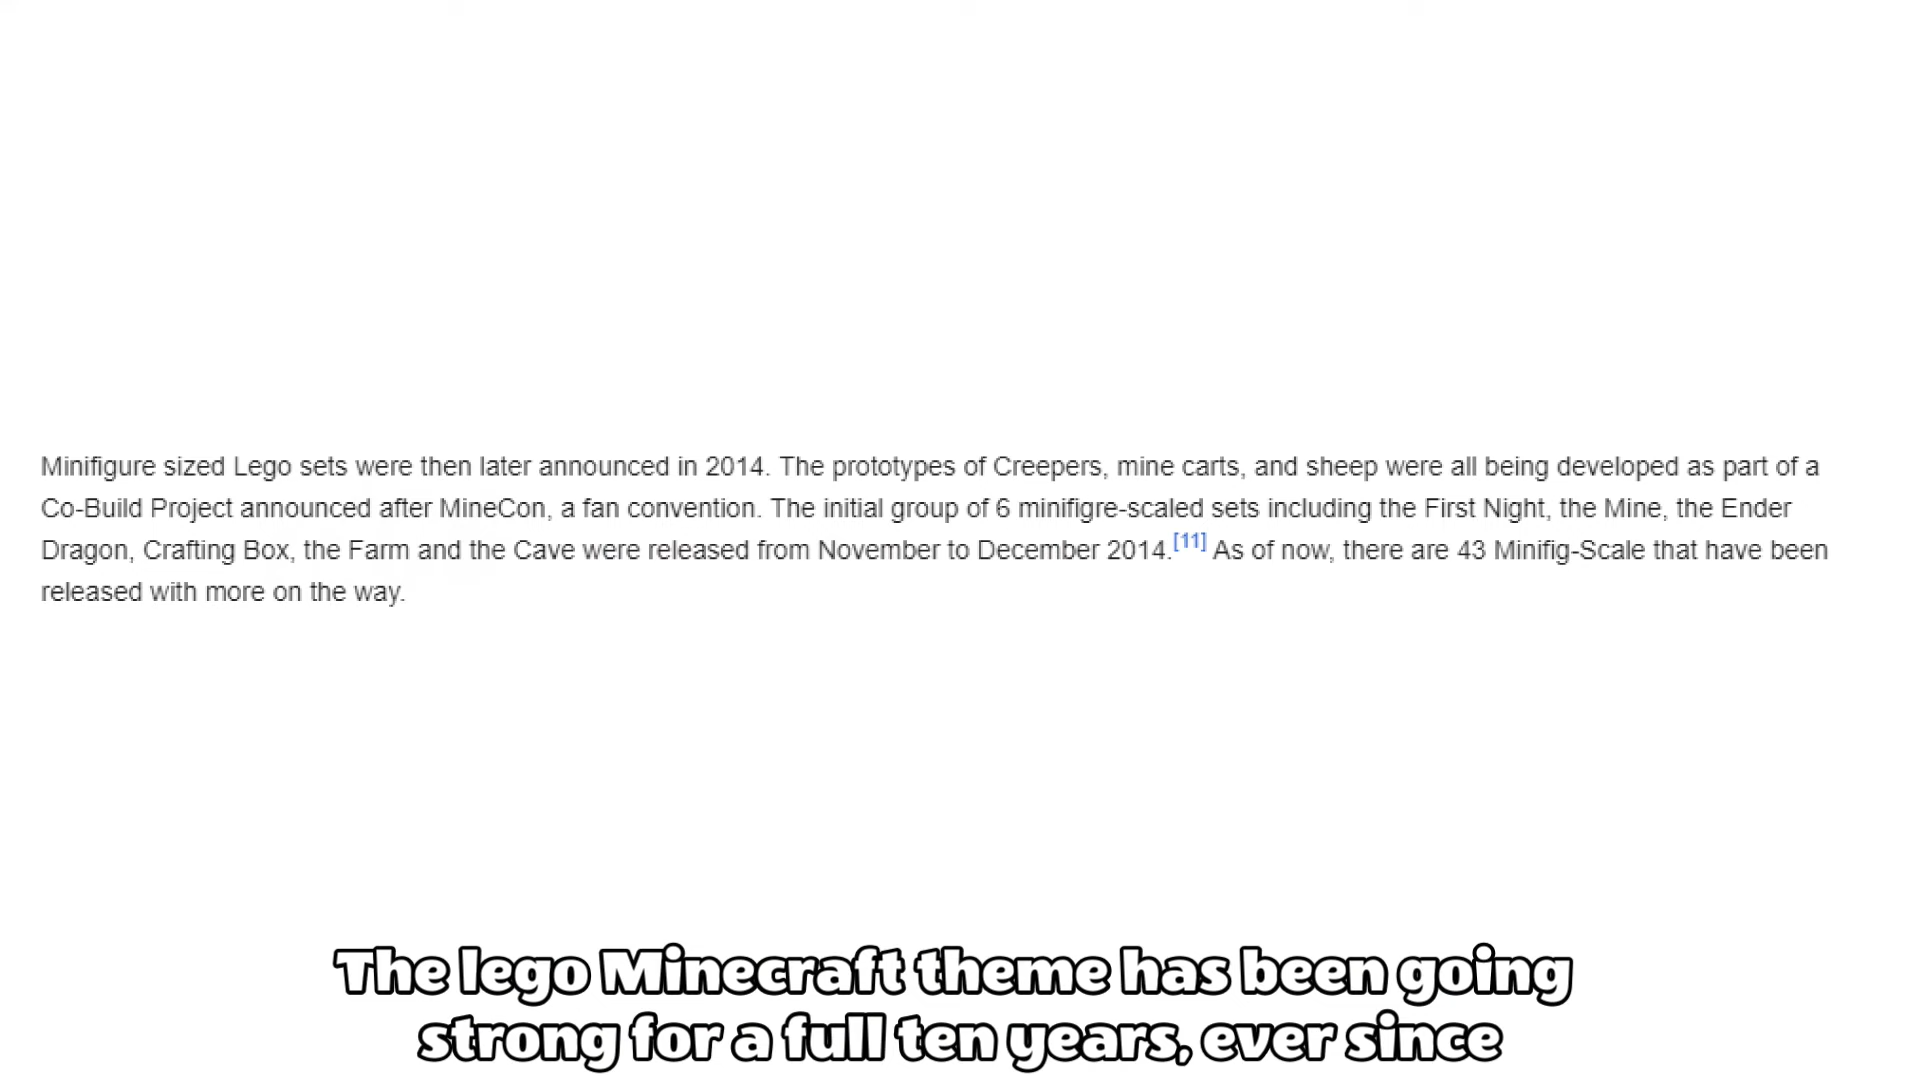 Minifigure sized Lego sets were then later announced in 2014. The prototypes of Creepers, mine carts, and sheep were all being developed as part of a
Co-Build Project announced after MineCon, a fan convention. The initial group of 6 minifigre-scaled sets including the First Night, the Mine, the Ender
Dragon, Crafting Box, the Farm and the Cave were released from November to December 2014.[11] As of now, there are 43 Minifig-Scale that have been
released with more on the way.
The lego Minecraft theme has been going
strong for a full ten years, ever since